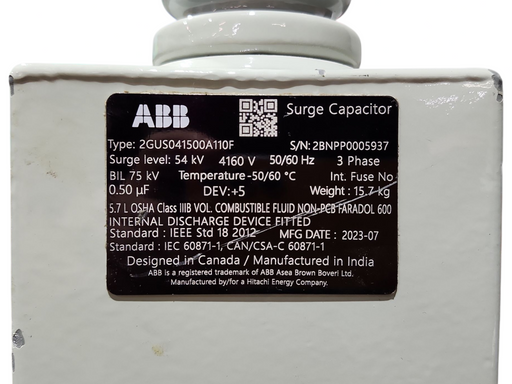 ABB Surge Capacitor
Type: 2GUS041500A110F S/N: 2BNPP0005937
Surge level: 54 kV 4160 V 50/60 Hz 3 Phase
BIL 75 kV Temperature-50/60 °C Int. Fuse No
0.50 µF DEV:+5 Weight : 15.7 kg
5.7 L OSHA Class IIIB VOL. COMBUSTIBLE FLUID NON-PCB FARADOL 600
INTERNAL DISCHARGE DEVICE FITTED
Standard : IEEE Std 18 2012 MFG DATE : 2023-07
Standard : IEC 60871-1, CAN/CSA-C 60871-1
Designed in Canada / Manufactured in India
ABB is a registered trademark of ABB Asea Brown Boveri Ltd.
Manufactured by/for a Hitachi Energy Company.